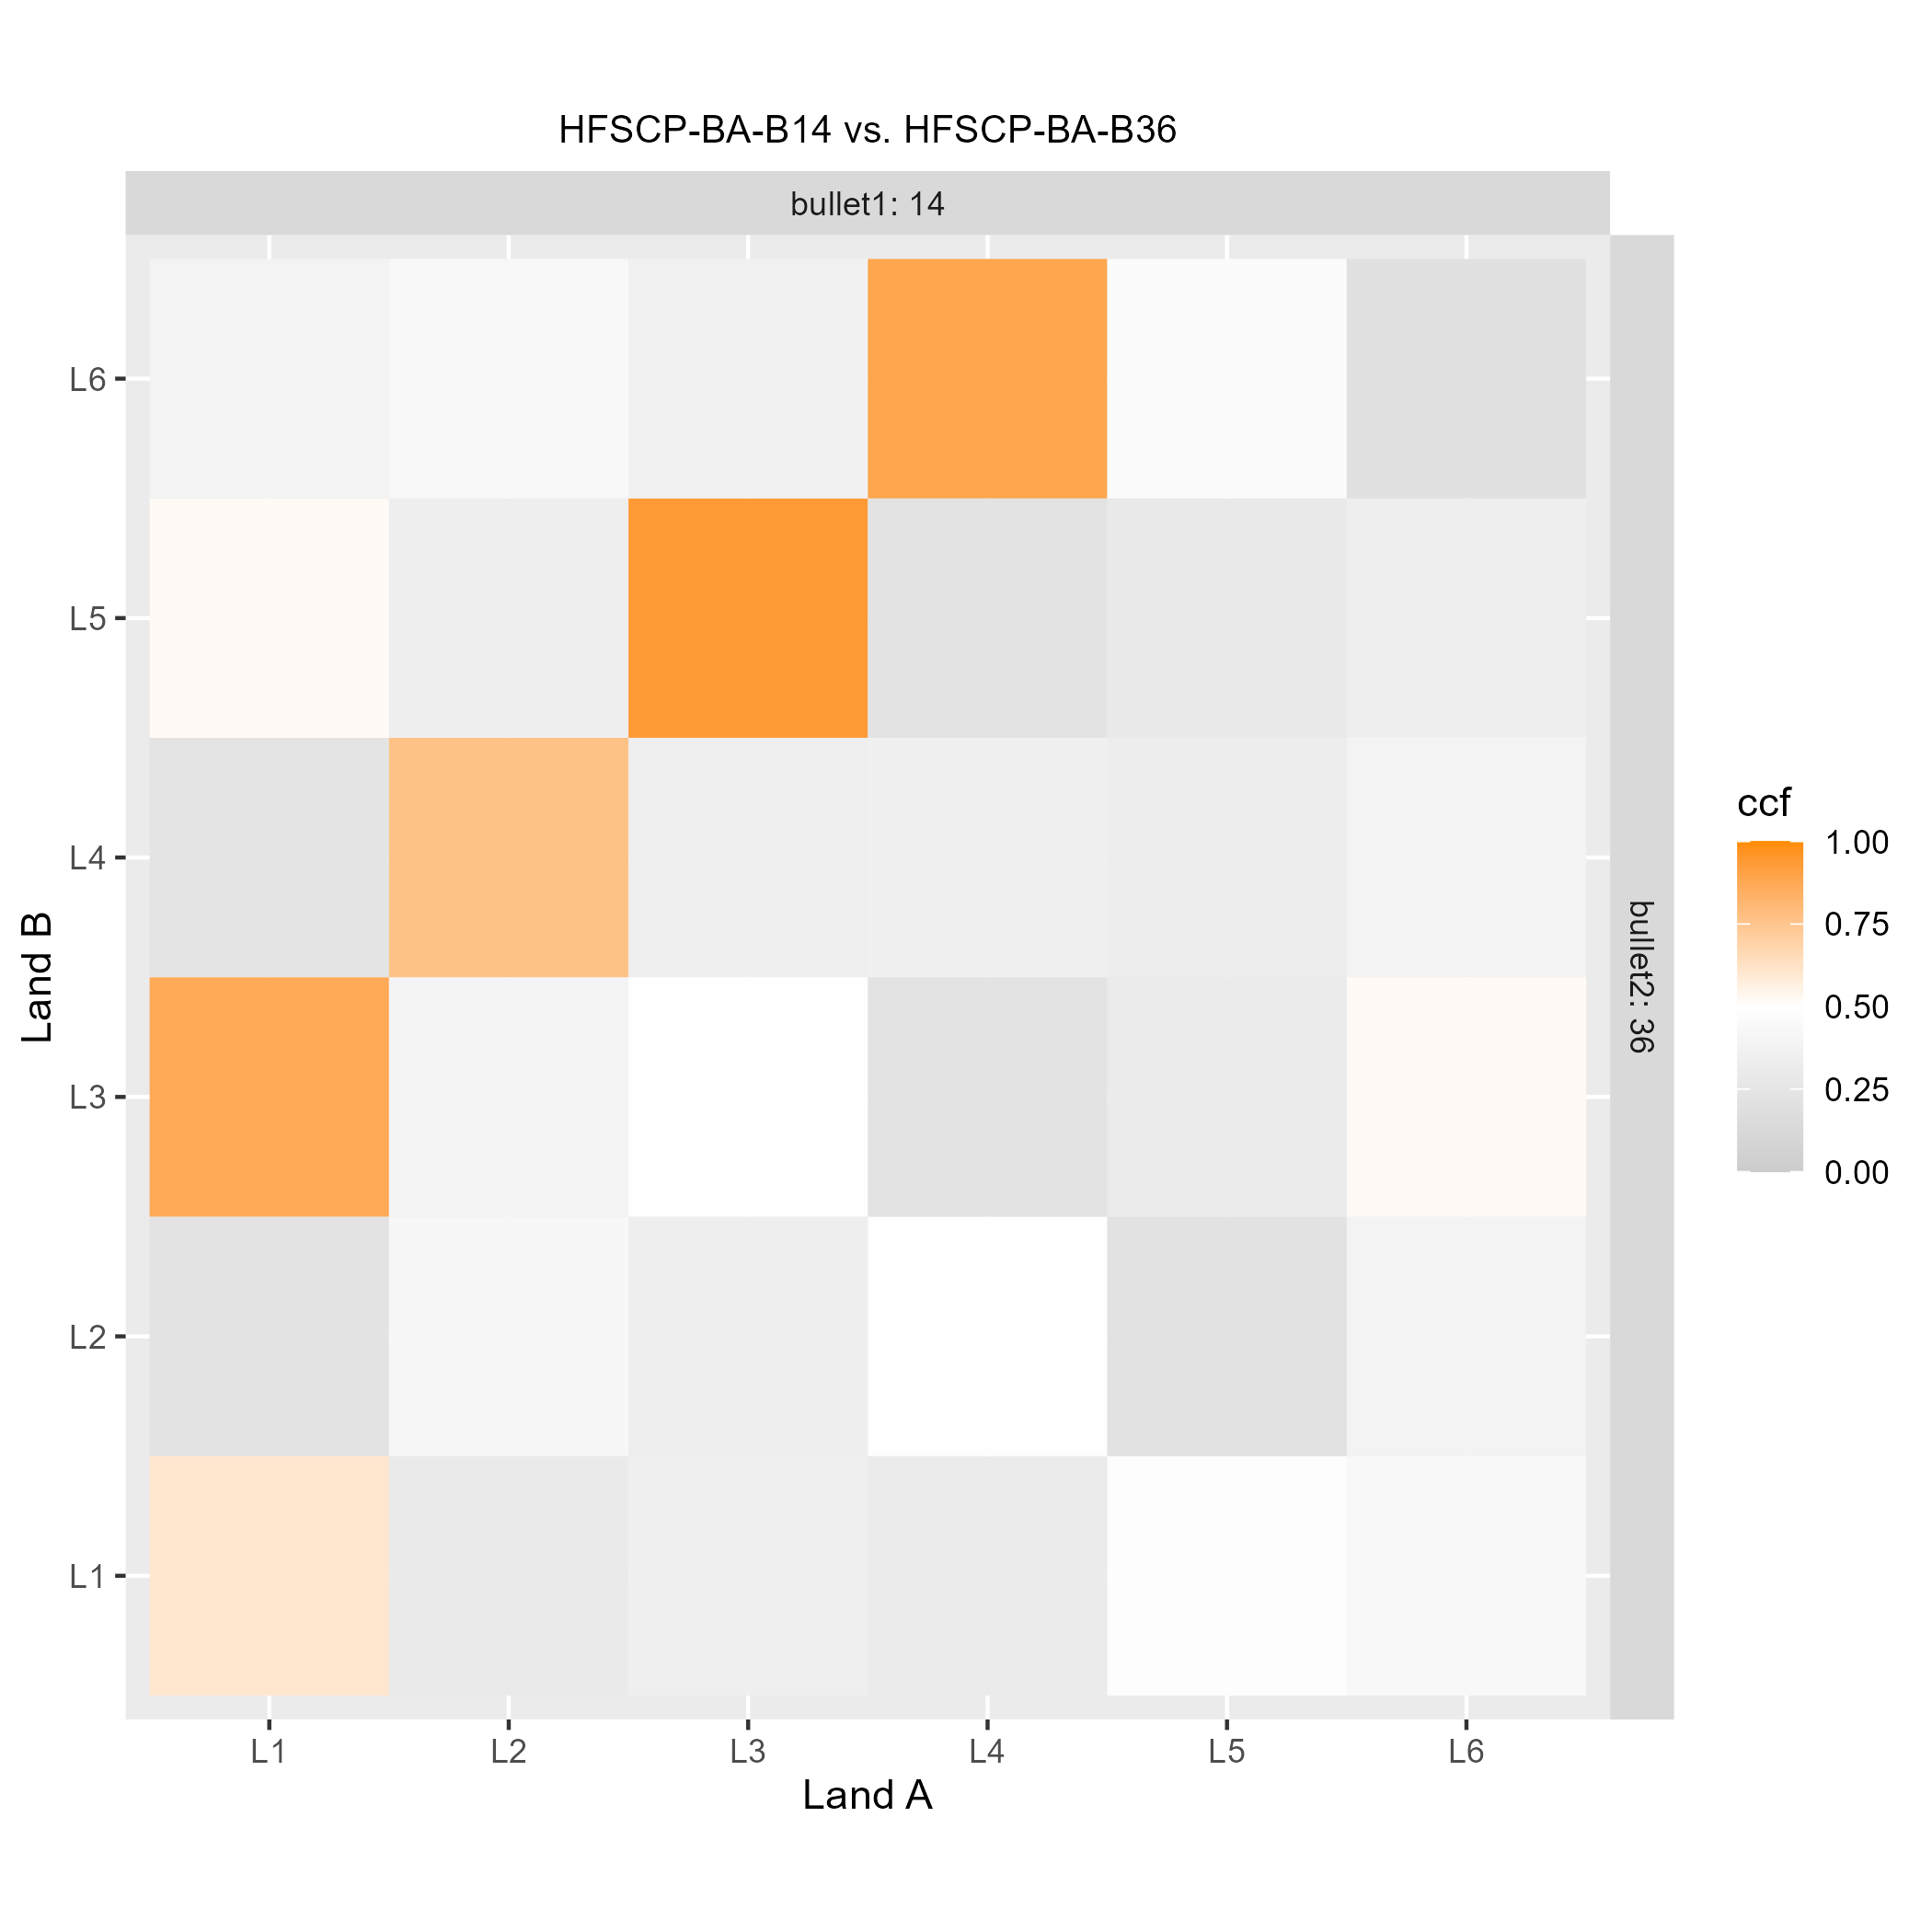 HFSCP-BA-B14 vs. HFSCP-BA-B36
bullet1: 14
L6
L5
L4
L3
L2
L1
Land B
bullet2: 36
L1
L2
L3
L4
L5
L6
Land A
ccf
1.00
0.75
0.50
0.25
0.00